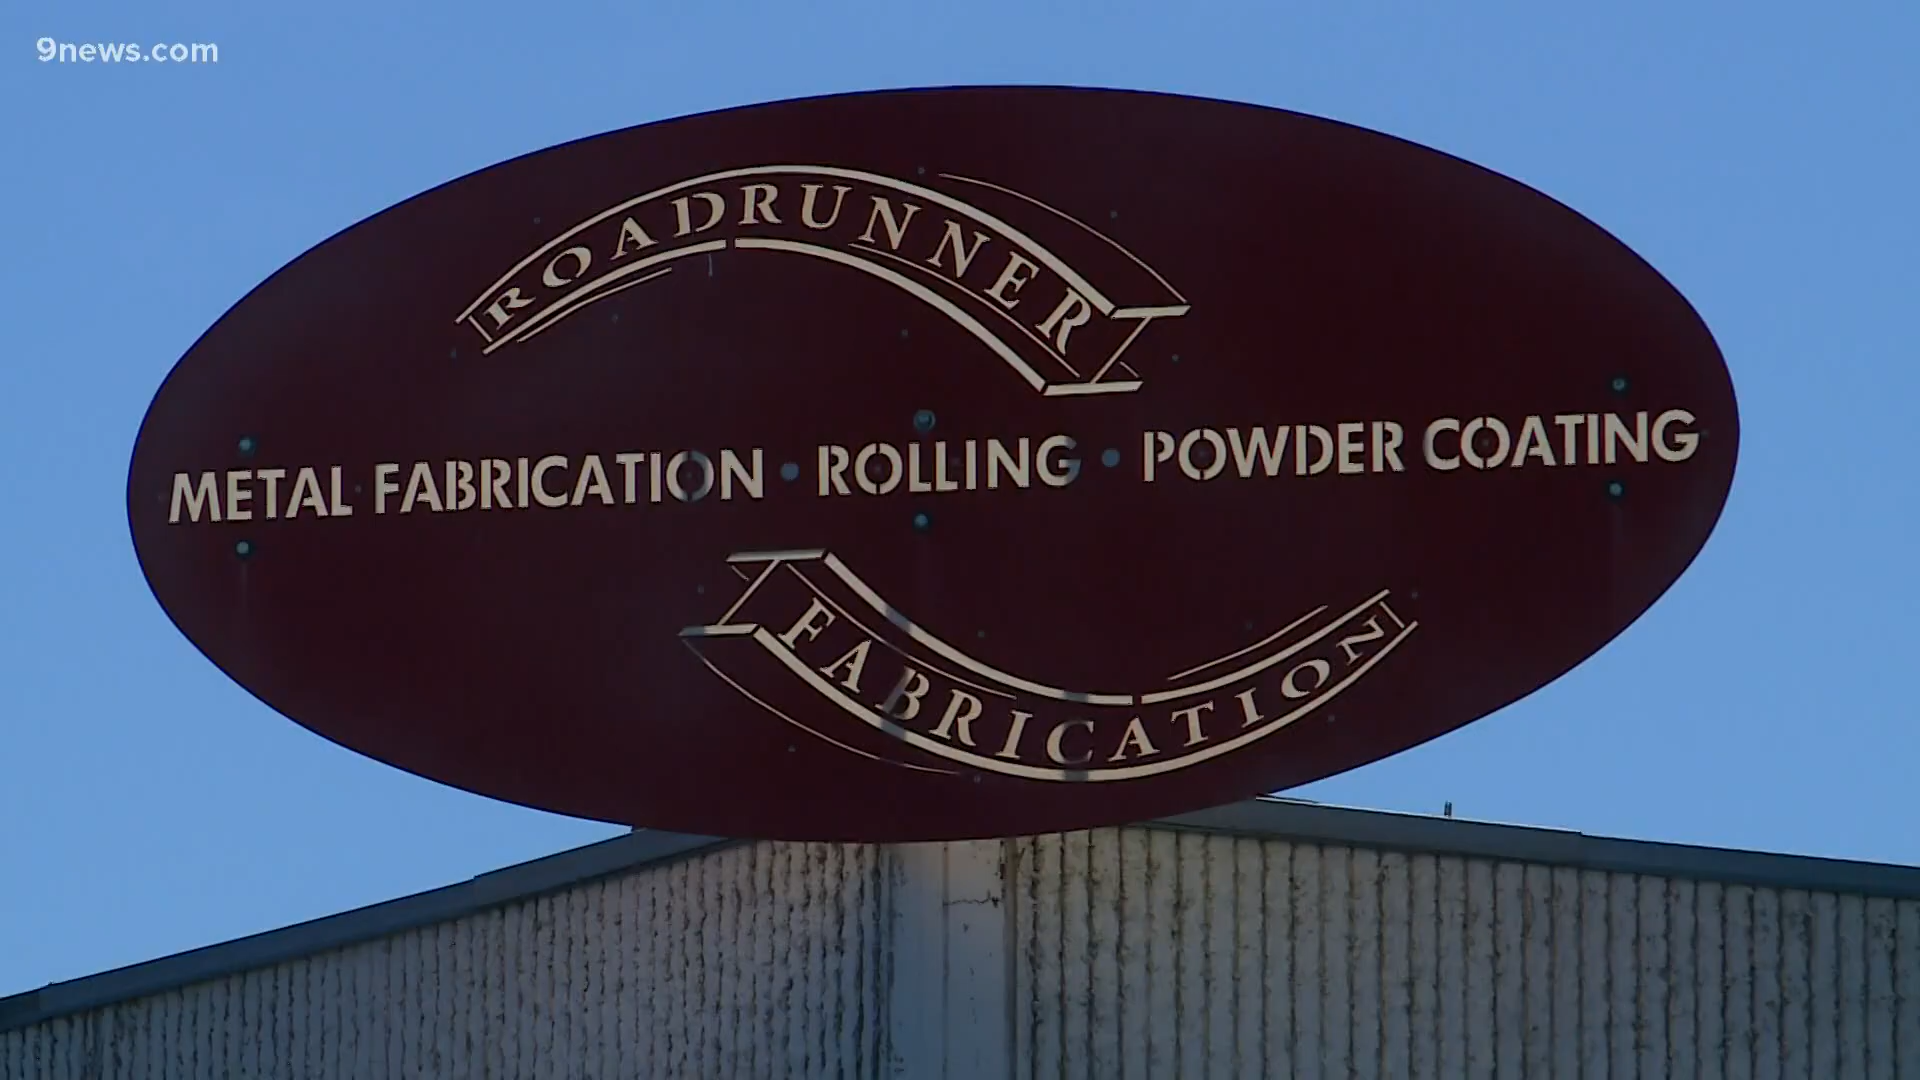 9news.com
ROADRUNNER
METAL FABRICATION • ROLLING • POWDER COATING
FABRICATION